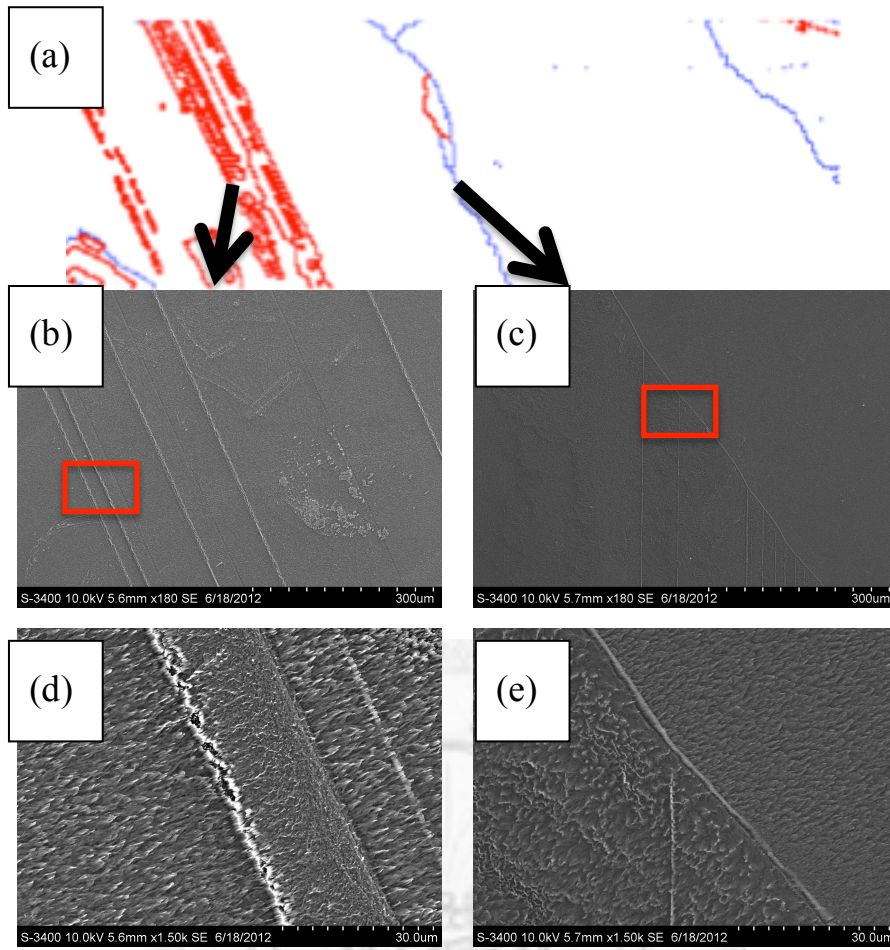 (a)
(b)
(c)
S-3400 10.0kV 5.6mm x180 SE 6/18/2012 300um
S-3400 10.0kV 5.7mm x180 SE 6/18/2012 300um
(d)
(e)
S-3400 10.0kV 5.6mm x1.50k SE 6/18/2012 30.0um
S-3400 10.0kV 5.7mm x1.50k SE 6/18/2012 30.0um